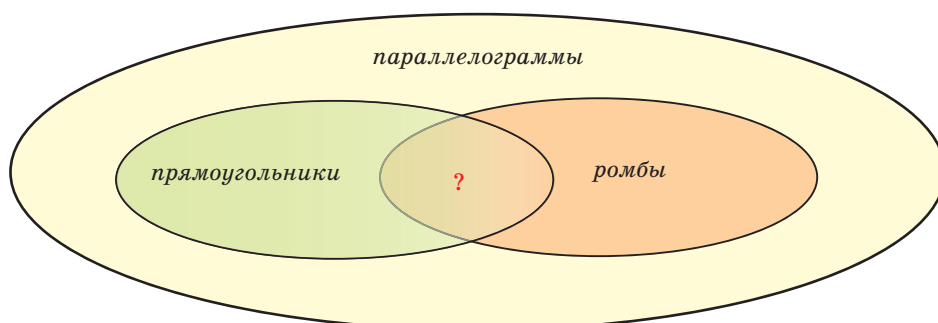 параллелограммы
прямоугольники
?
ромбы